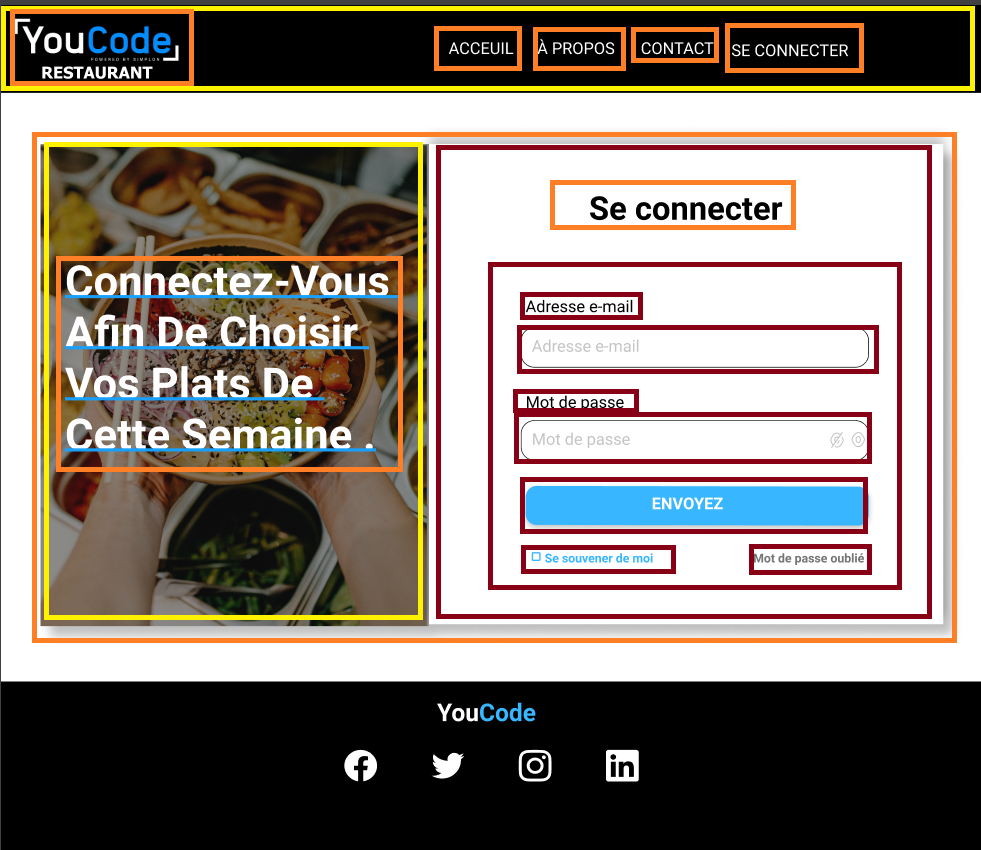 YouCode
POWERED BY SIMPLON
RESTAURANT
ACCEUIL
À PROPOS
CONTACT
SE CONNECTER
Connectez-Vous
Afin De Choisir
Vos Plats De
Cette Semaine .
Se connecter
Adresse e-mail
Adresse e-mail
Mot de passe
Mot de passe
ENVOYEZ
Se souvener de moi
Mot de passe oublié
YouCode